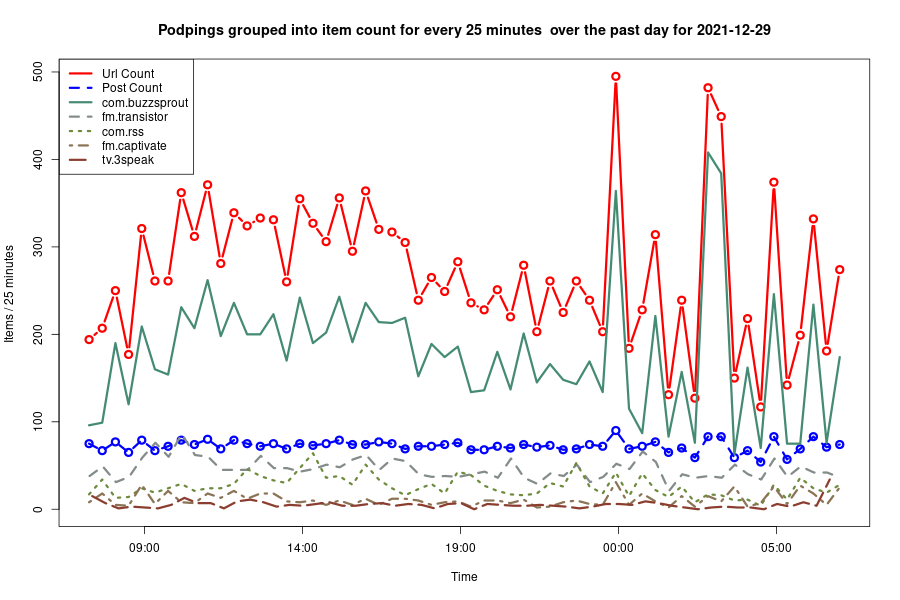 Podpings grouped into item count for every 25 minutes  over the past day for 2021-12-29
Url Count
Post Count
com.buzzsprout
fm.transistor
com.rss
fm.captivate
tv.3speak
Items / 25 minutes
500
400
300
200
100
0
09:00 14:00 19:00 00:00 05:00
Time